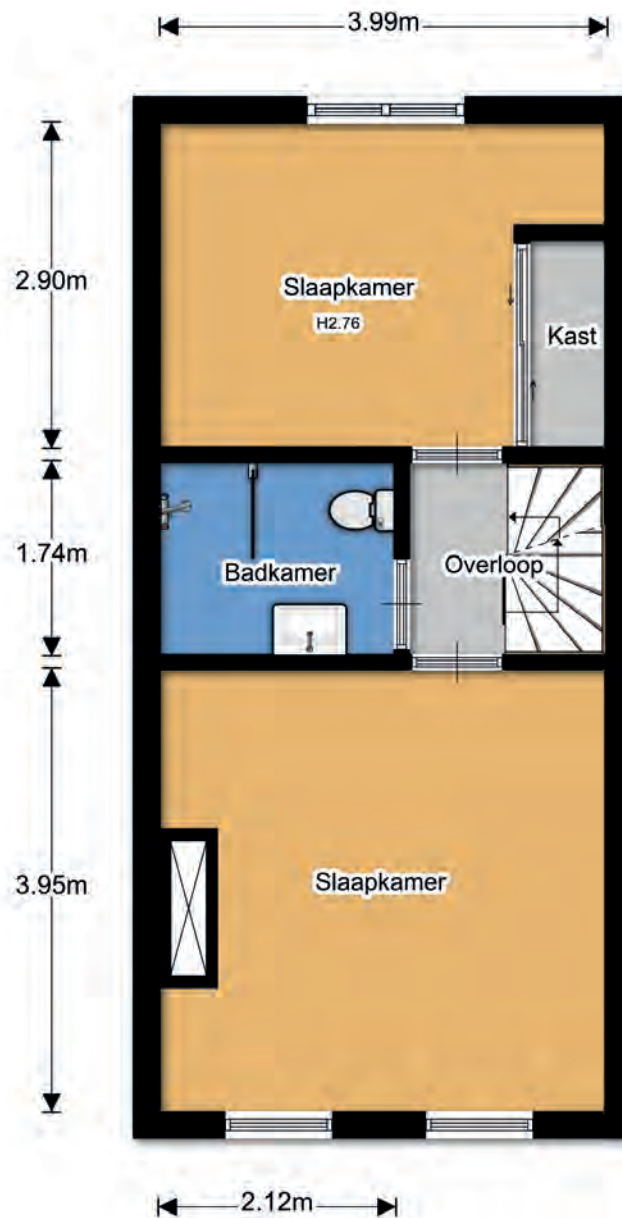 3.99m
2.90m
Slaapkamer
H2.76
Kast
1.74m
Badkamer
Overloop
3.95m
Slaapkamer
2.12m